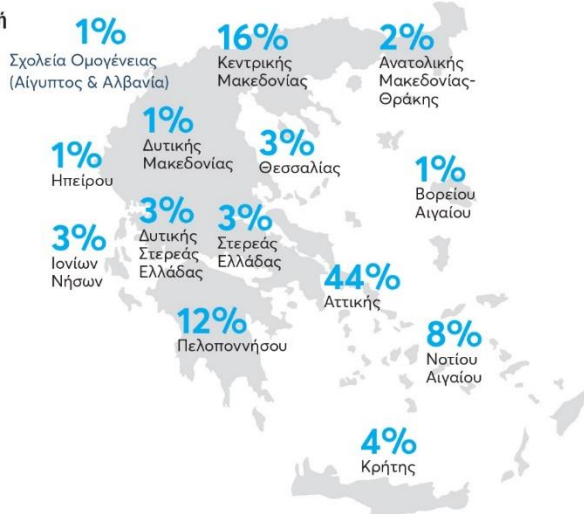 ή
1%
Σχολεία Ομογένειας
(Αίγυπτος & Αλβανία)
16%
Κεντρικής
Μακεδονίας
2%
Ανατολικής
Μακεδονίας-
Θράκης
1%
Δυτικής
Μακεδονίας
3%
Θεσσαλίας
1%
Ηπείρου
1%
Βορείου
Αιγαίου
3%
Ιονίων
Νήσων
3%
Δυτικής
Στερεάς
Ελλάδας
3%
Στερεάς
Ελλάδας
44%
Αττικής
12%
Πελοποννήσου
8%
Νοτίου
Αιγαίου
4%
Κρήτης